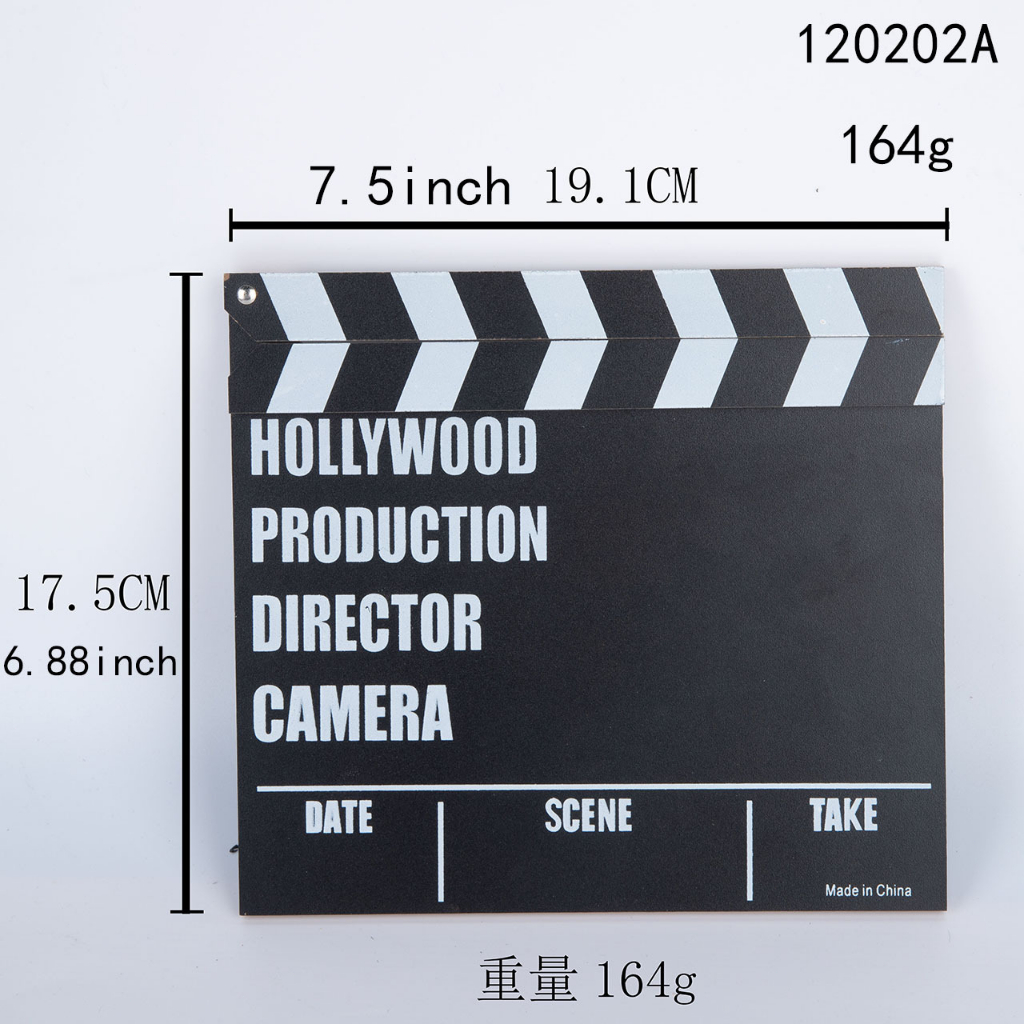 120202A
164g
7.5inch 19.1CM
17.5CM
6.88inch
HOLLYWOOD
PRODUCTION
DIRECTOR
CAMERA
DATE SCENE TAKE
Made in China
重量 164g